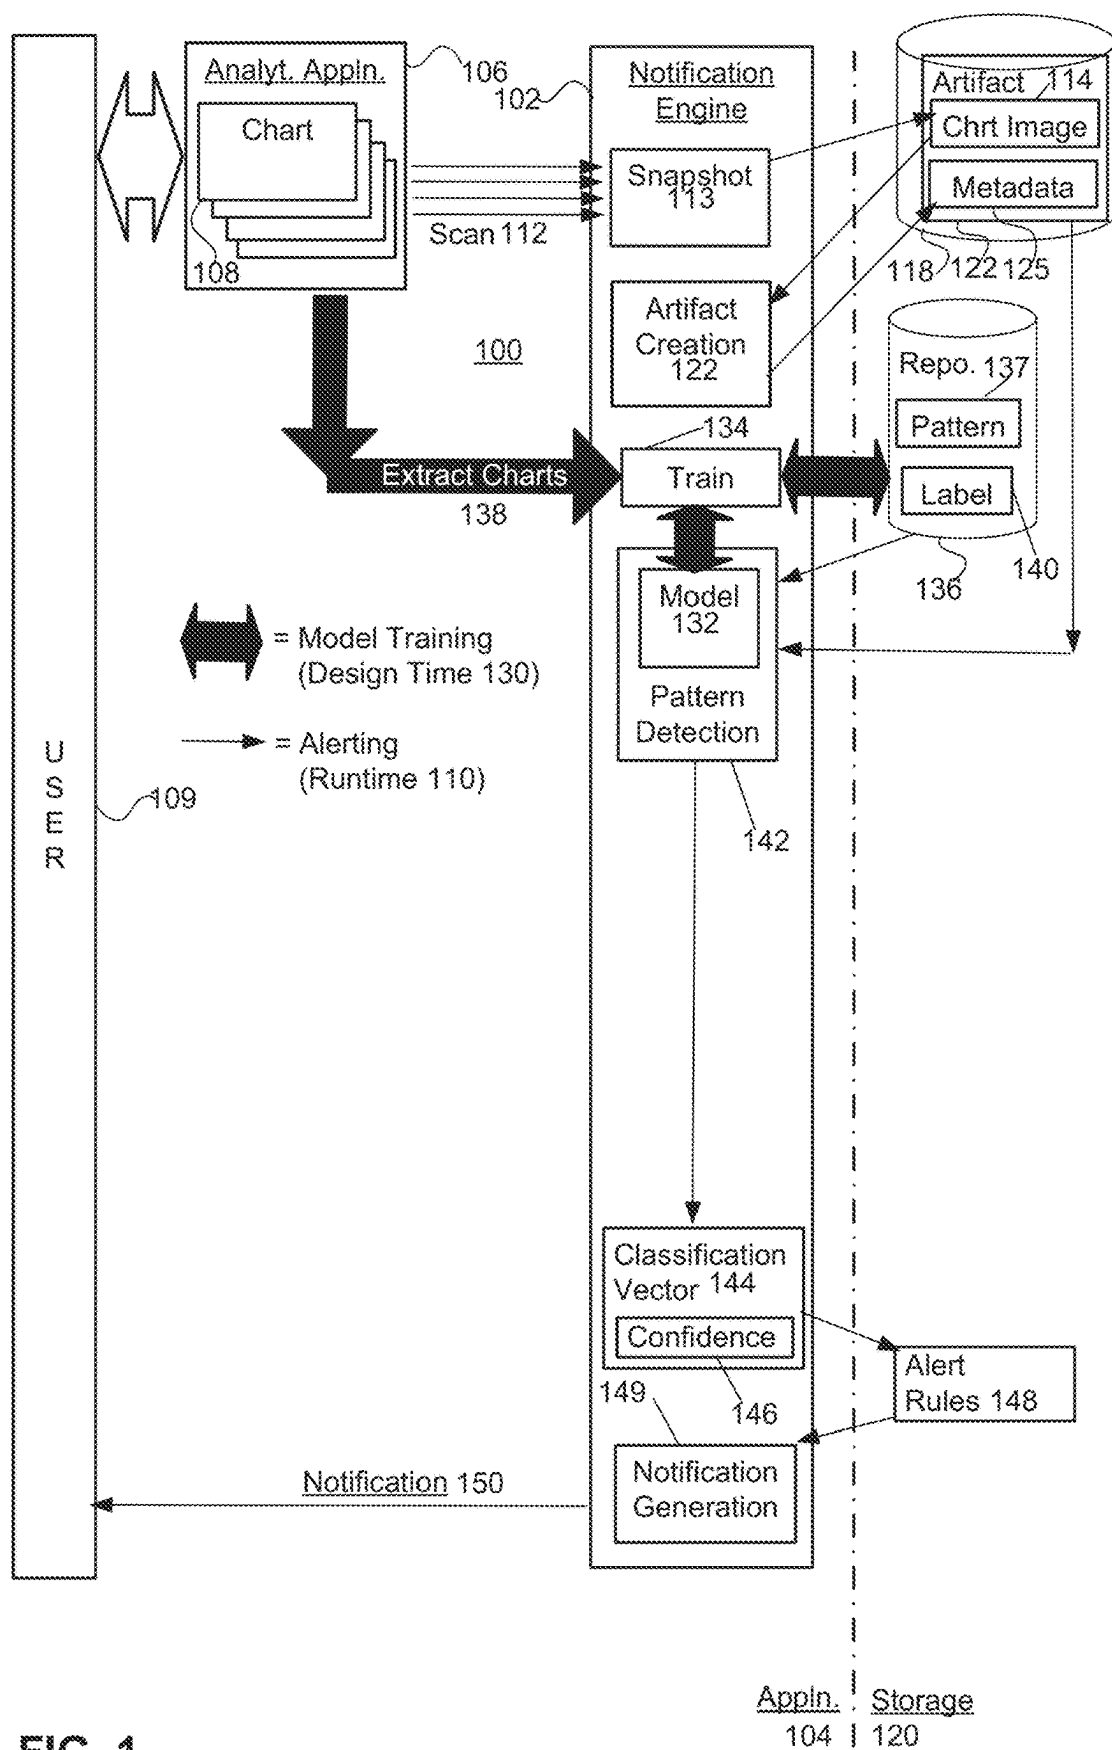 Analyt. Appln.
106
Chart
108
102
Notification
Engine
Snapshot
113
Scan 112
Artifact
114
Chrt Image
Metadata
118
122
125
Artifact
Creation
122
100
Repo. 137
Pattern
Label
136
140
134
Train
Extract Charts
138
Model
132
Pattern
Detection
142
= Model Training
(Design Time 130)
= Alerting
(Runtime 110)
USER
109
Classification
Vector 144
Confidence
146
Alert
Rules 148
149
Notification
Generation
Notification 150
Appln.
104
Storage
120
FIG. 1